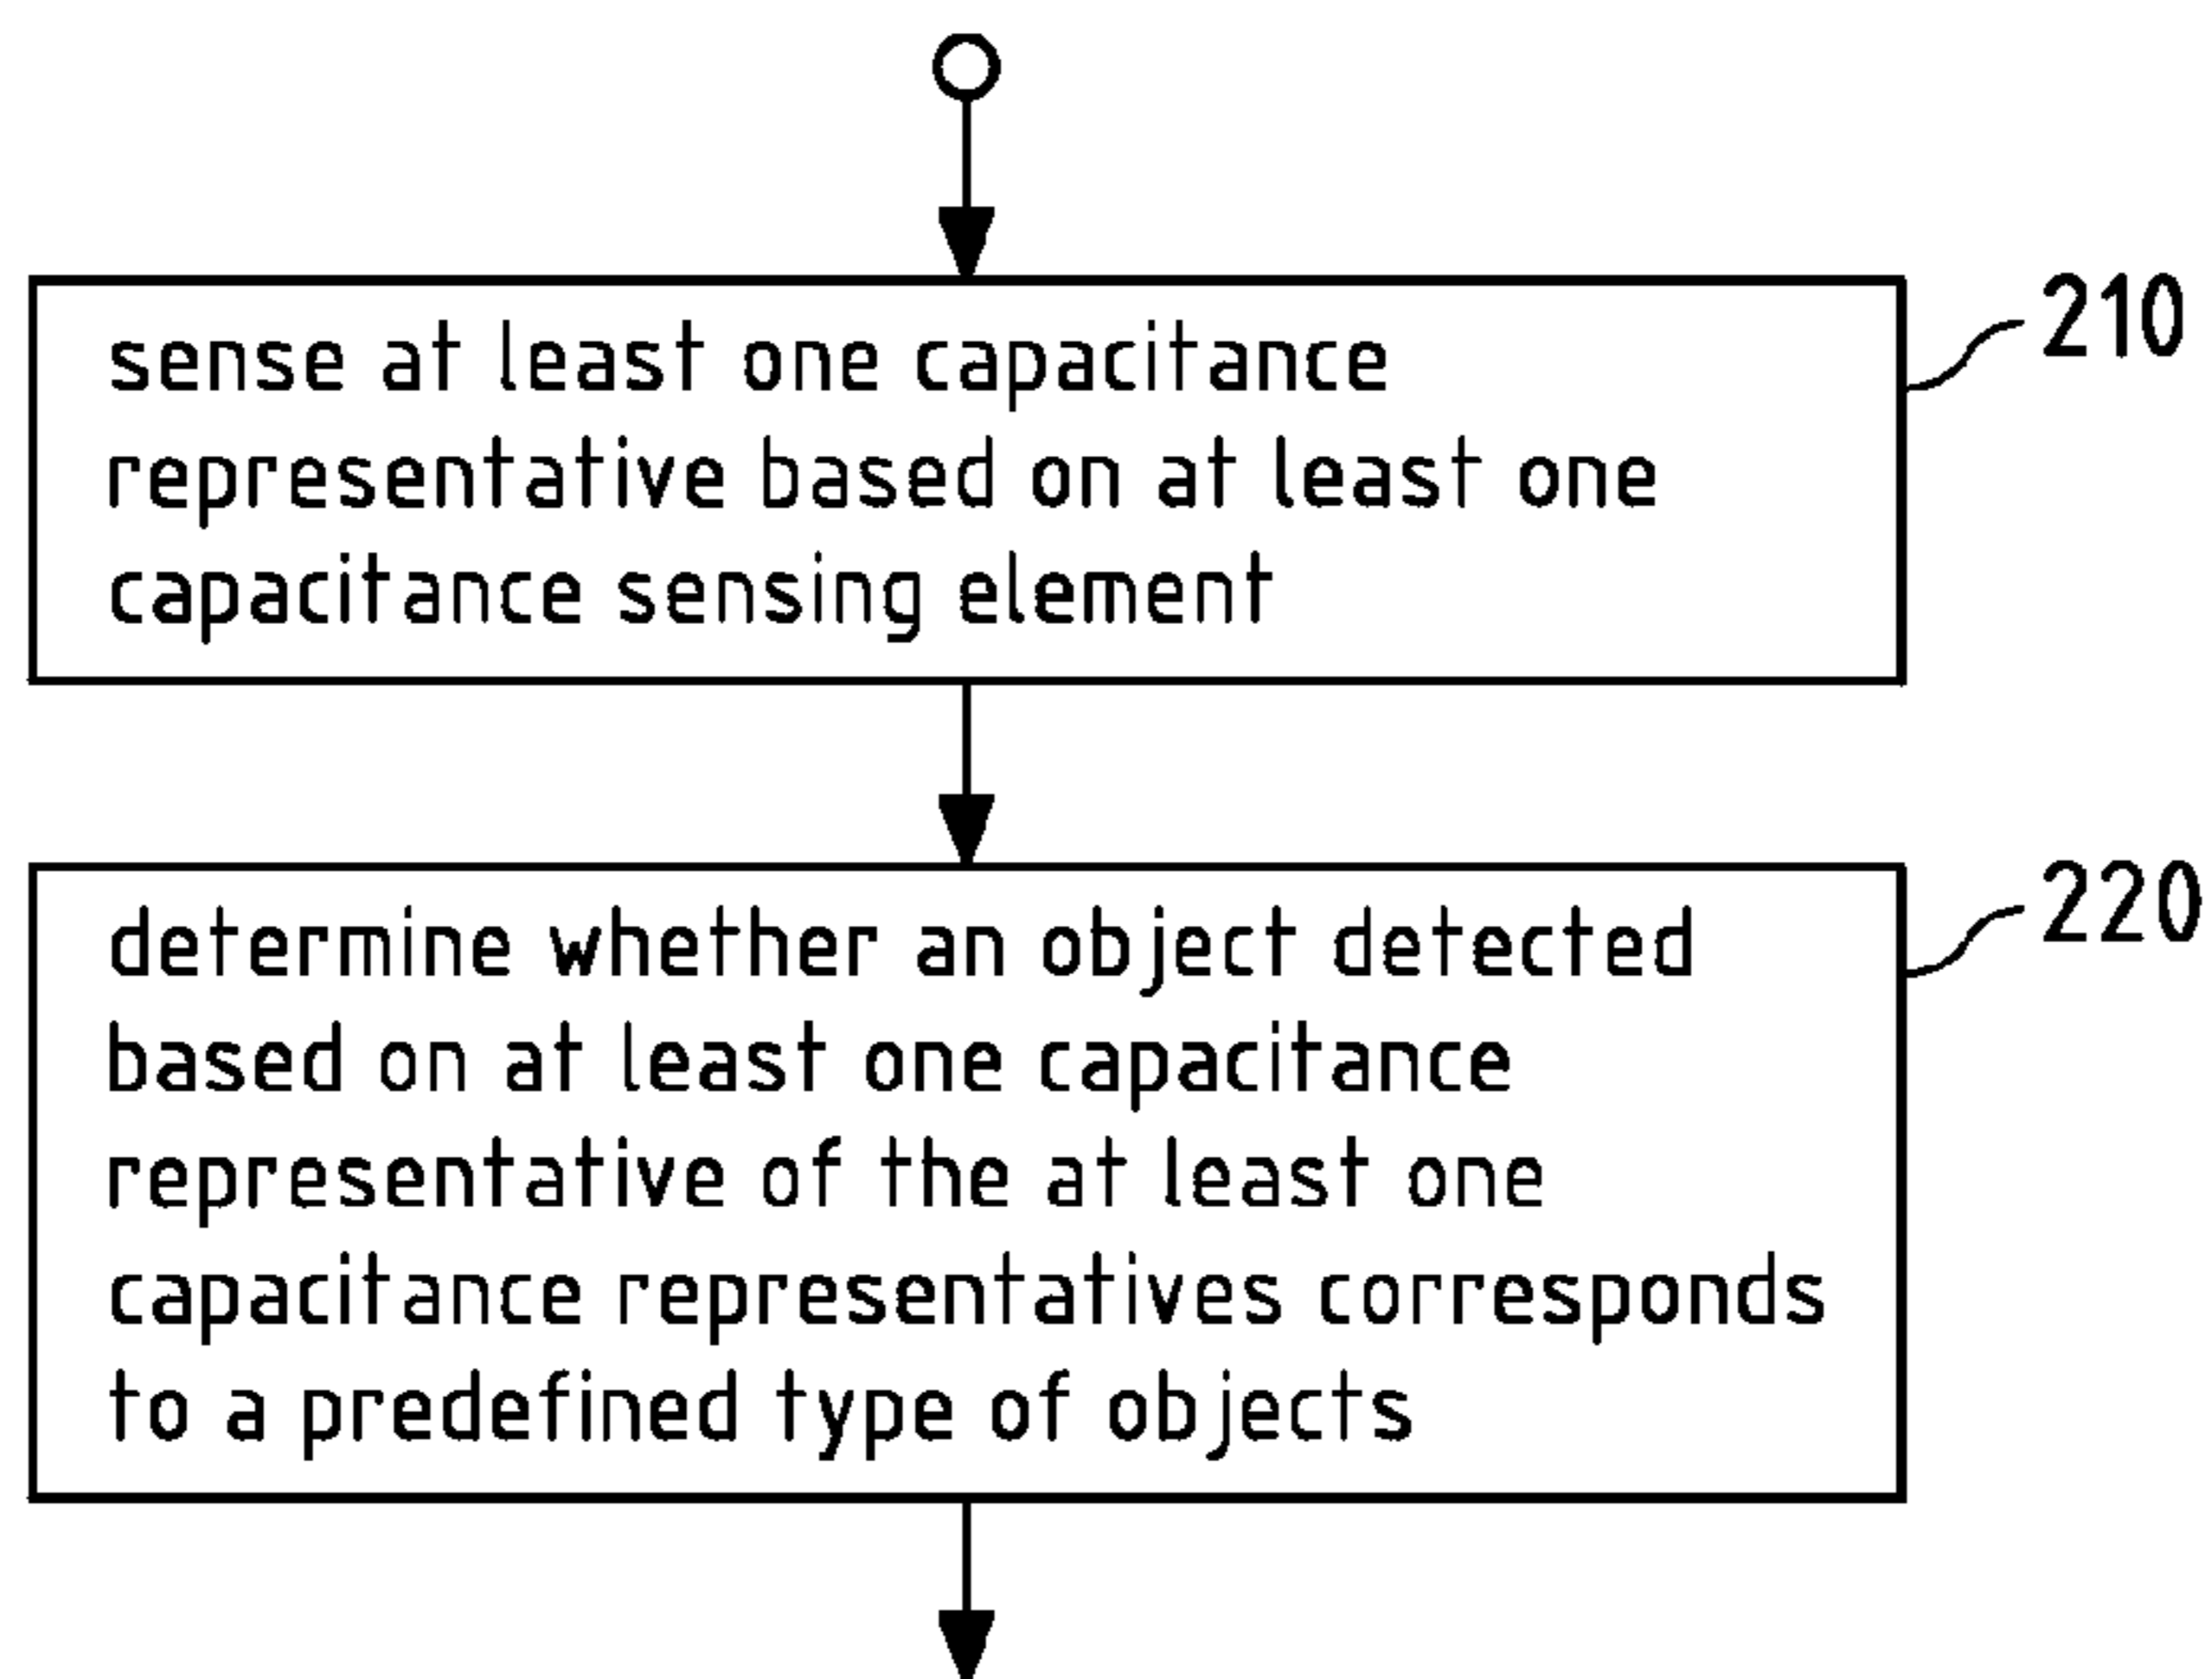 sense at least one capacitance
representative based on at least one
capacitance sensing element
210
determine whether an object detected
based on at least one capacitance
representative of the at least one
capacitance representatives corresponds
to a predefined type of objects
220